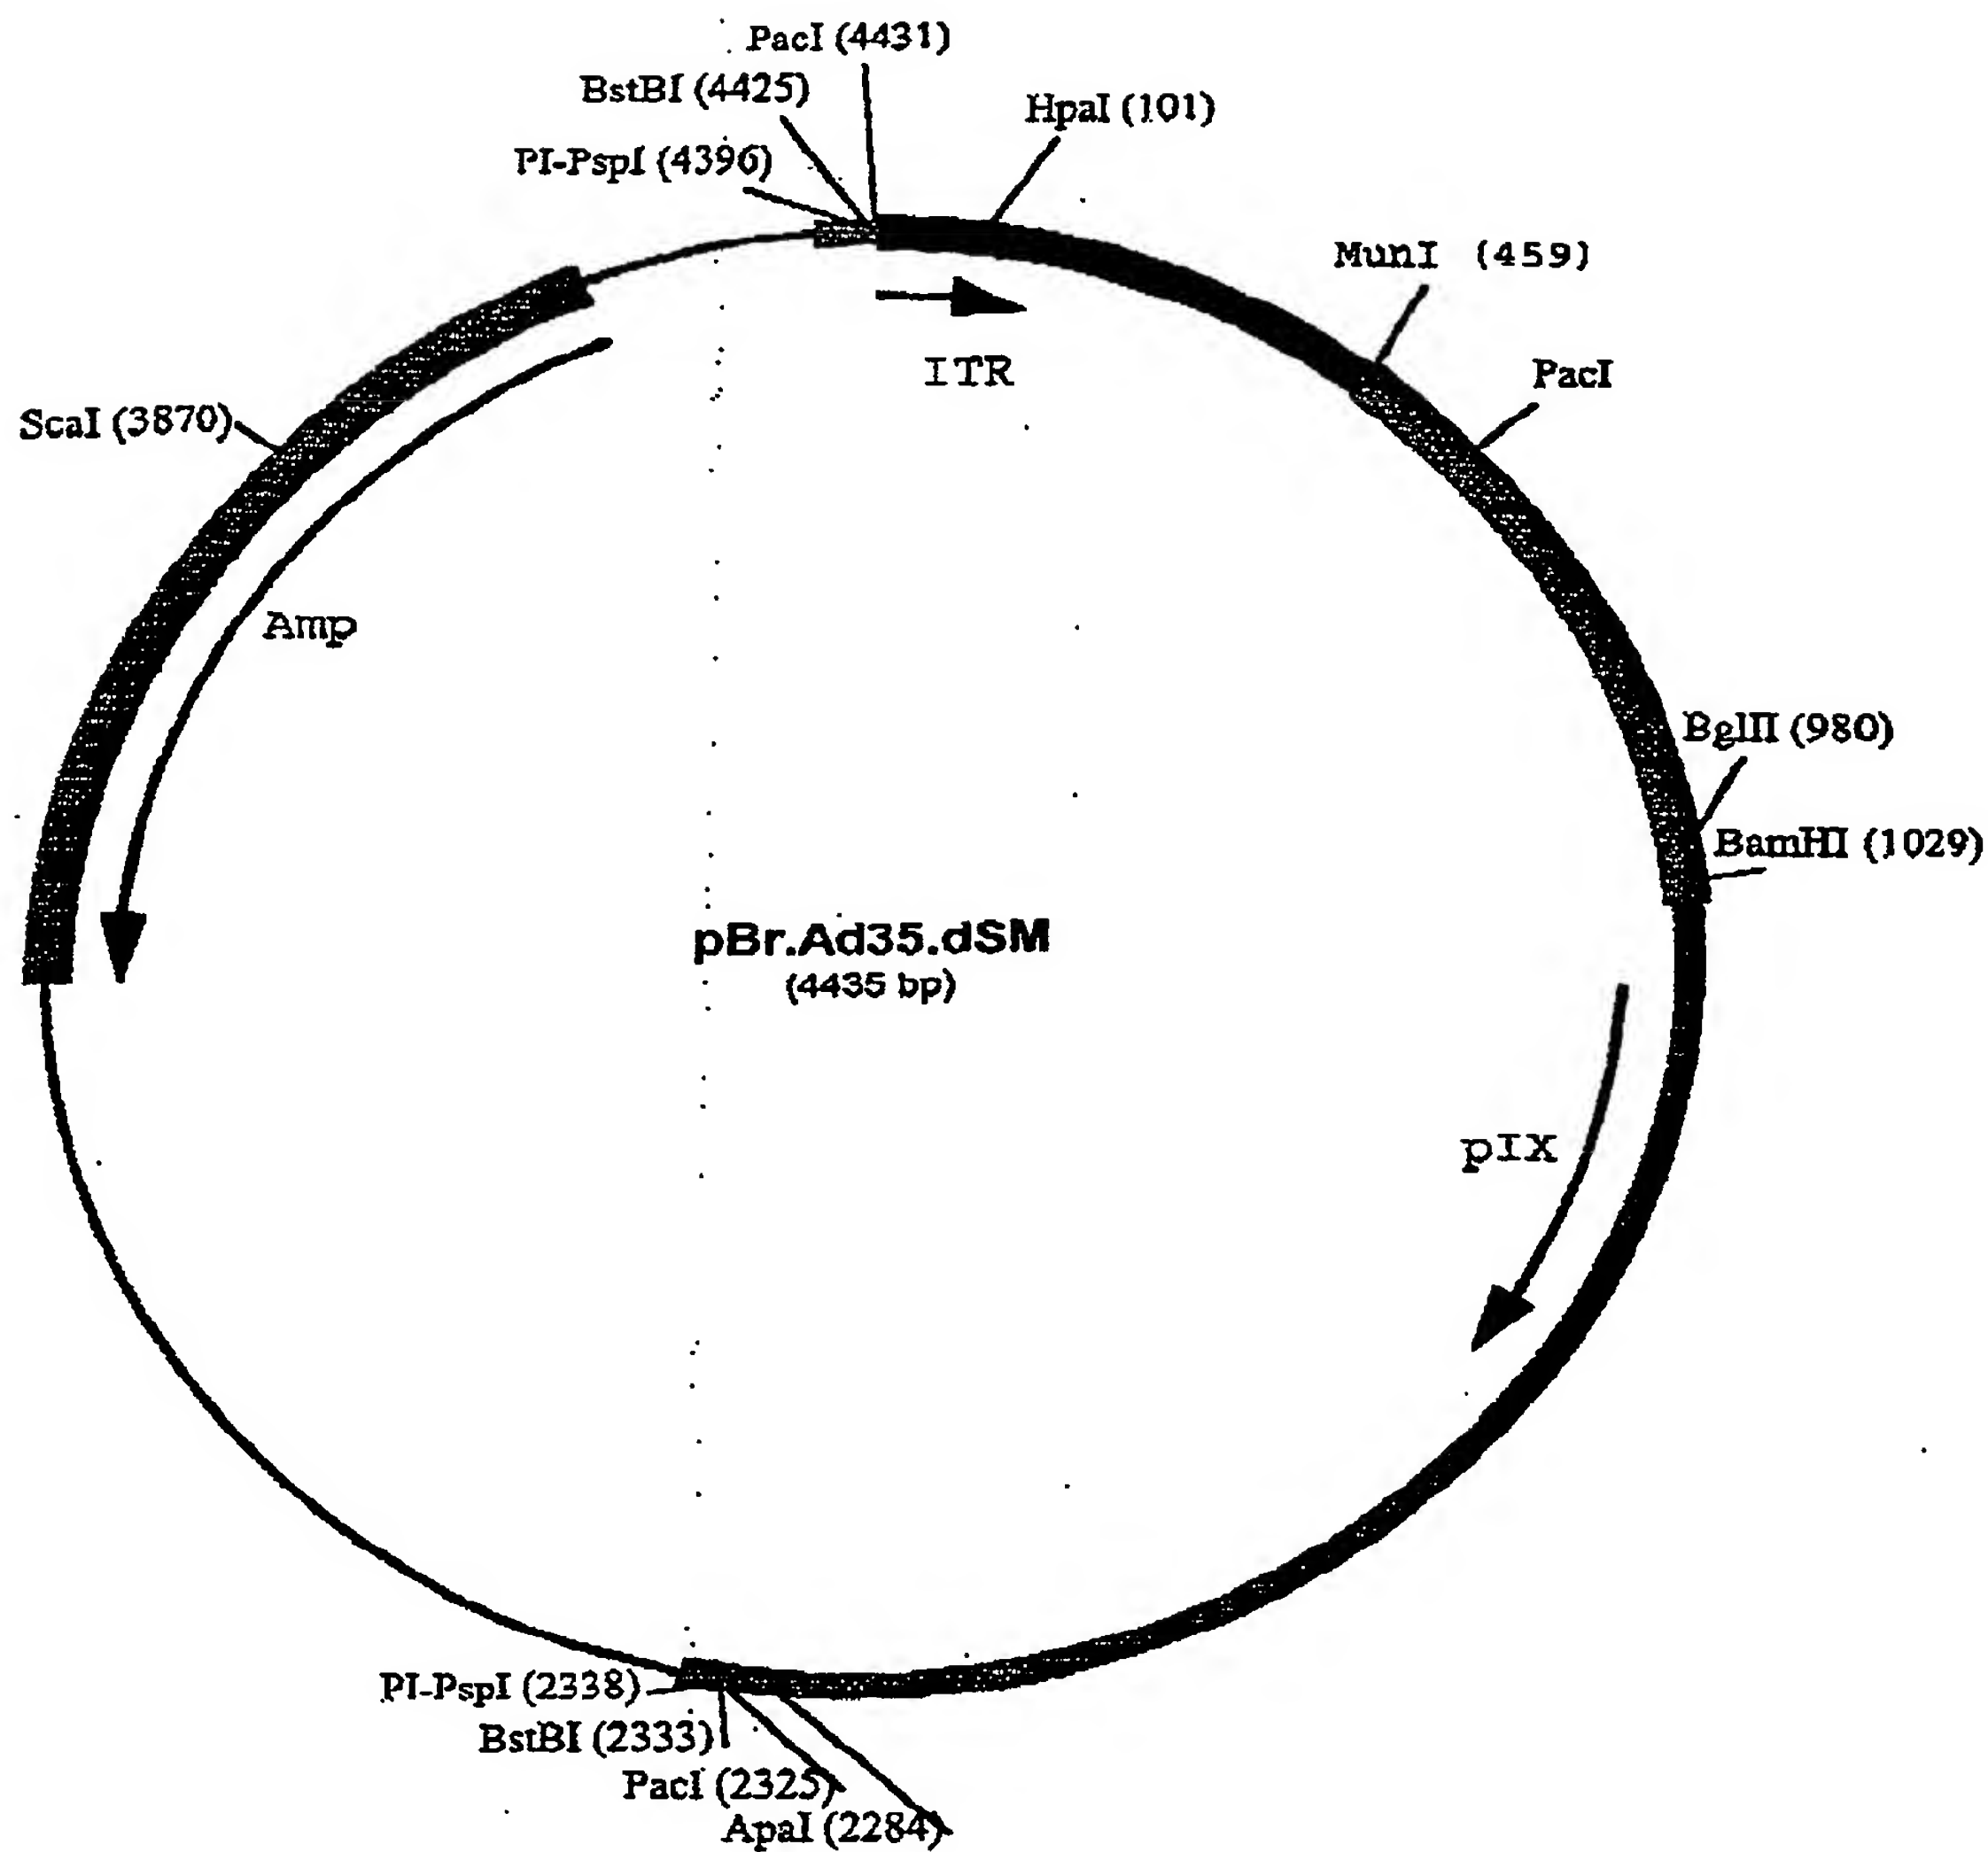 PacI (4431)
BstBI (4425)
HpaI (101)
PI-PspI (4396)
MunI (459)
PacI
ITR
ScaI (3870)
Amp
BglII (980)
BamHI (1029)
pBr.Ad35.dSM
(4435 bp)
pIX
PI-PspI (2338)
BstBI (2333)
PacI (2325)
ApaI (2284)